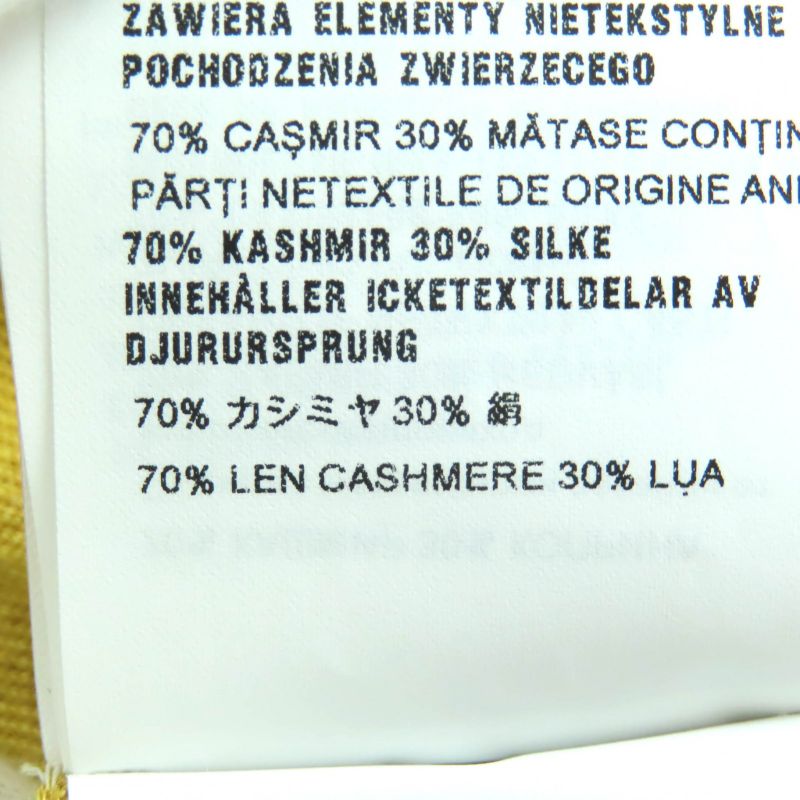 ZAWIERA ELEMENTY NIETEKSTYLNE
POCHODZENIA ZWIERZECEGO
70% CAŞMIR 30% MĂTASE CONŢIN
PĂRŢI NETEXTILE DE ORIGINE ANI
70% KASHMIR 30% SILKE
INNEHÅLLER ICKETEXTILDELAR AV
DJURURSPRUNG
70% カシミヤ 30% 絹
70% LEN CASHMERE 30% LỤA